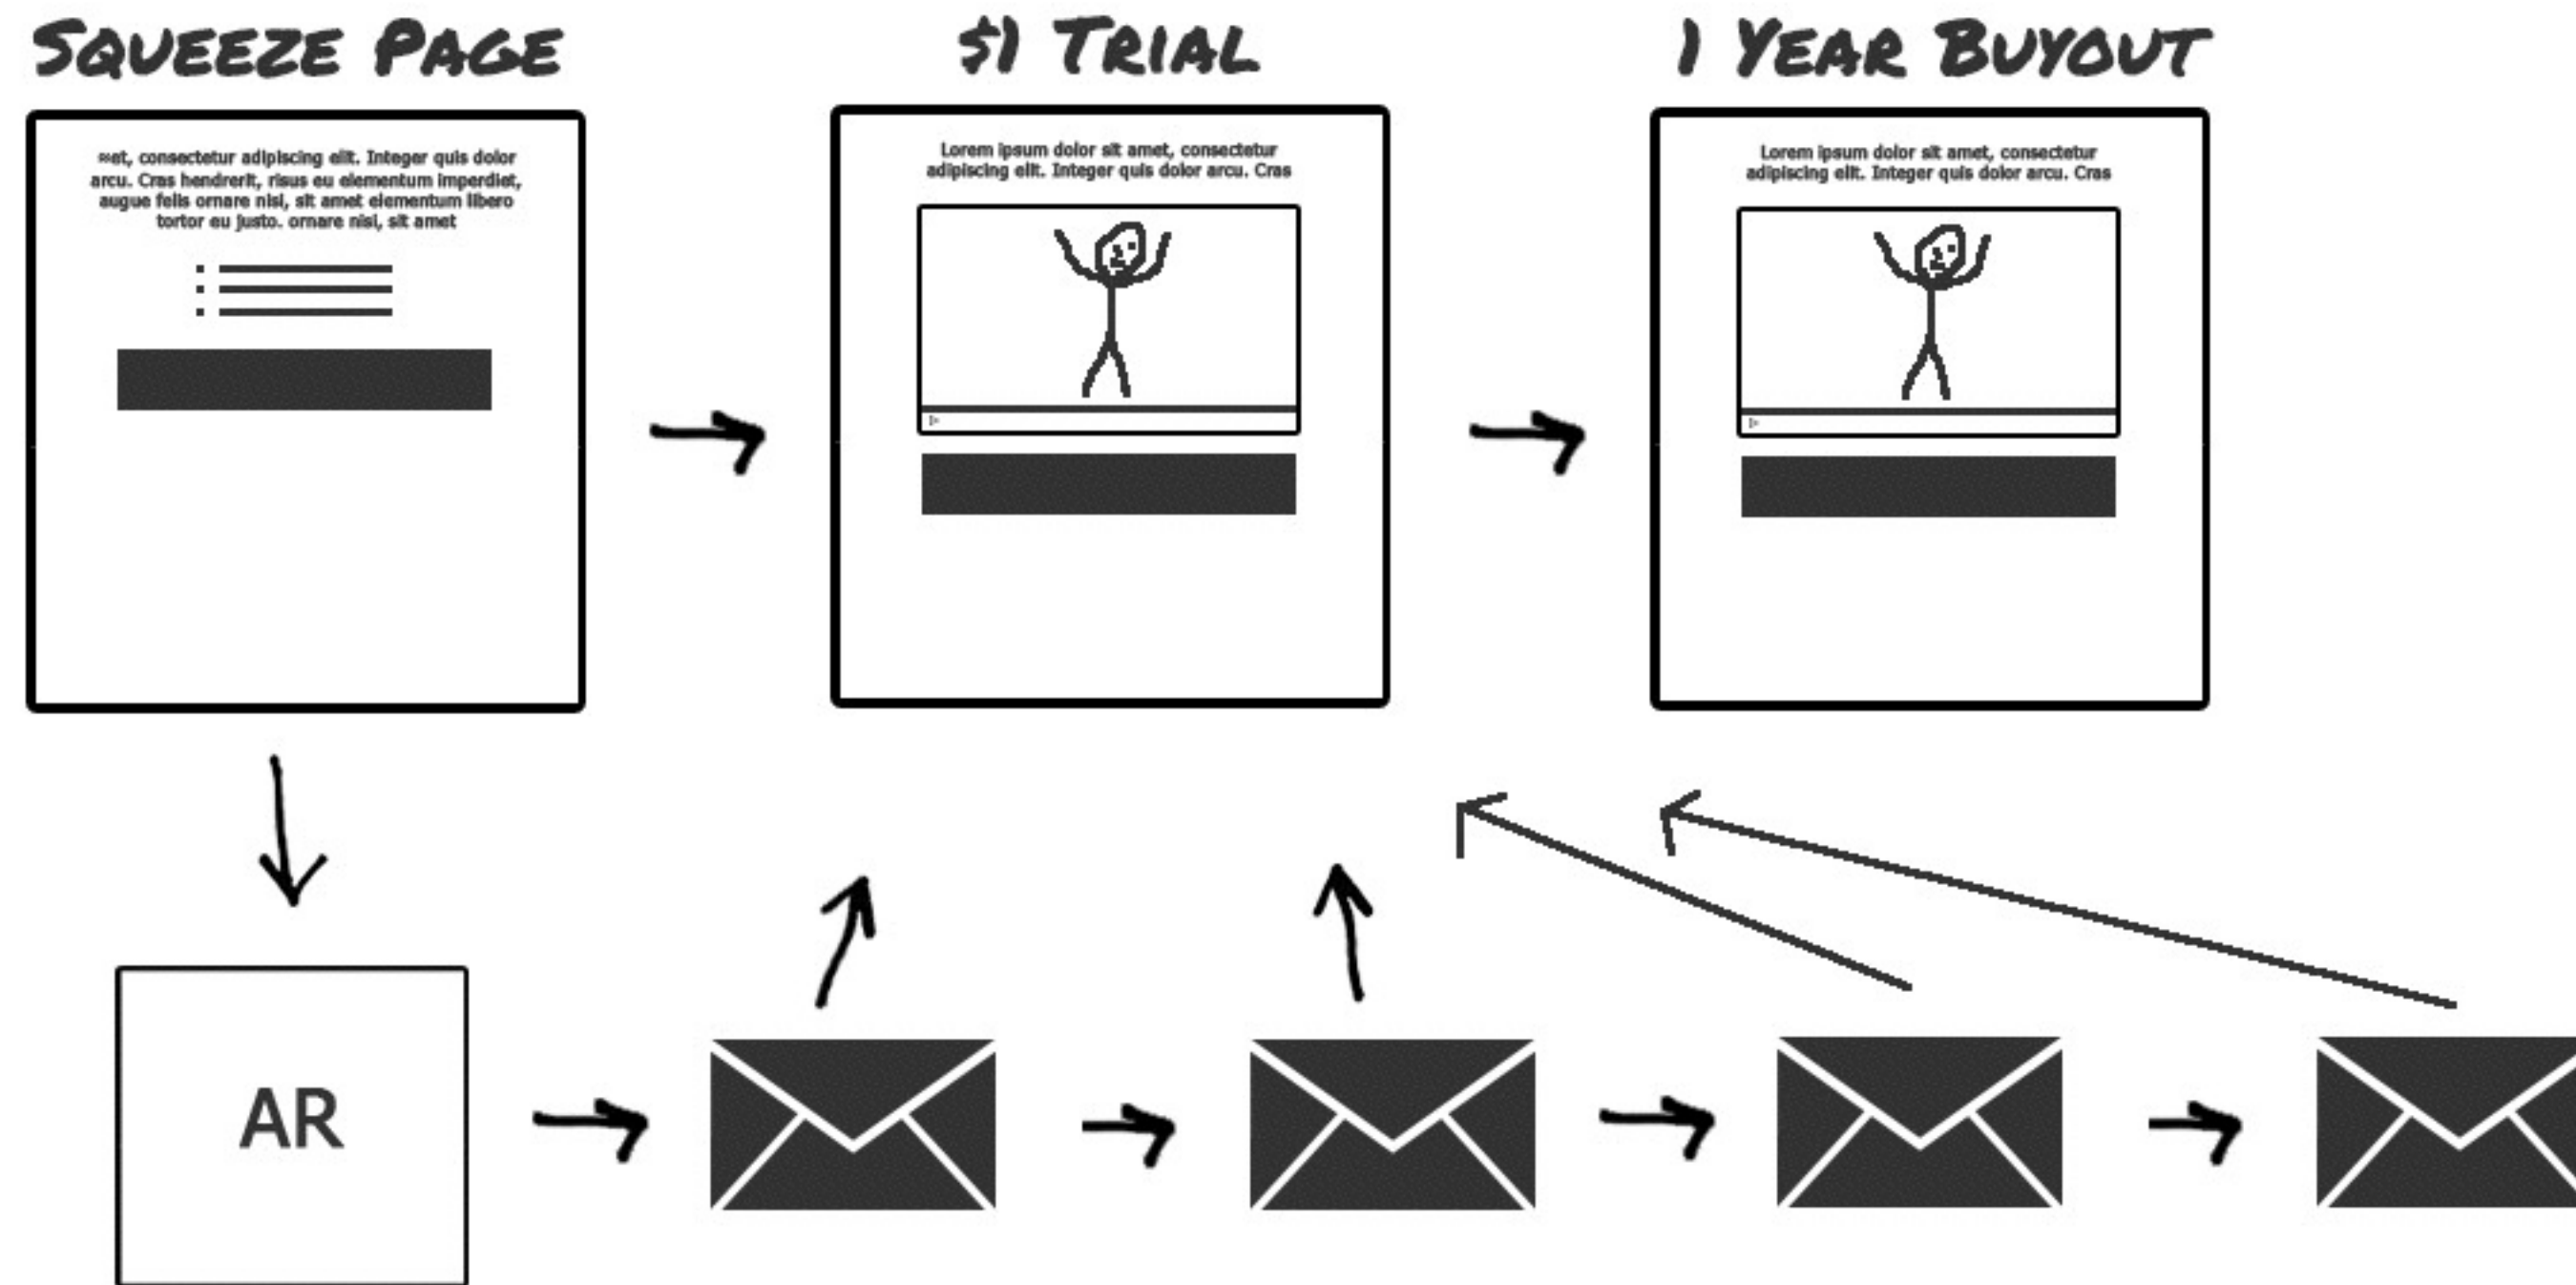 Squeeze Page
$1 Trial
1 Year Buyout
et, consectetur adipiscing elit. Integer quis dolor
arcu. Cras hendrerit, risus eu elementum imperdiet,
augue felis ornare nisl, sit amet elementum libero
tortor eu justo. ornare nisi, sit amet
Lorem ipsum dolor sit amet, consectetur
adipiscing elit. Integer quis dolor arcu. Cras
Lorem ipsum dolor sit amet, consectetur
adipiscing elit. Integer quis dolor arcu. Cras
AR